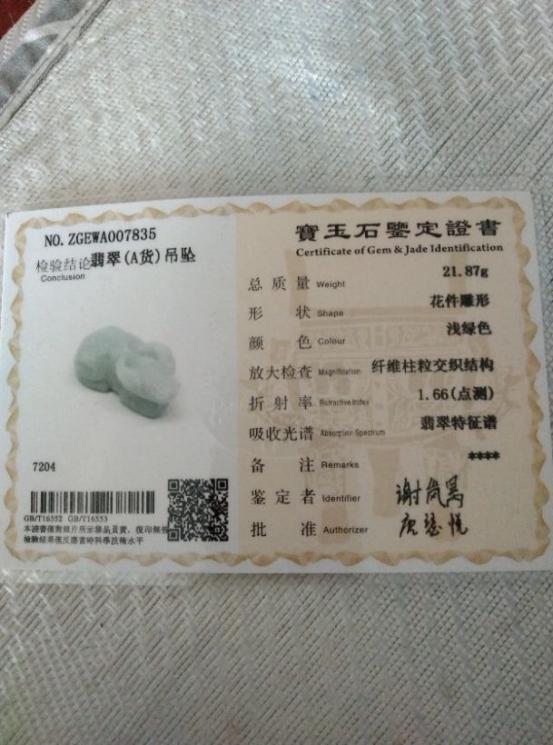 NO. ZGEWA007835
检验结论 翡翠(A货)吊坠
Conclusion
7204
GB/T16552 GB/T16553
寶玉石鑒定證書
Certificate of Gem & Jade Identification
总质量 Weight 21.87g
形状 Shape 花件雕形
颜色 Colour 浅绿色
放大检查 Magnification 纤维柱粒交织结构
折射率 Refractive Index 1.66(点测)
吸收光谱 Absorption Spectrum 翡翠特征谱
备注 Remarks ****
鉴定者 Identifier
批准 Authorizer